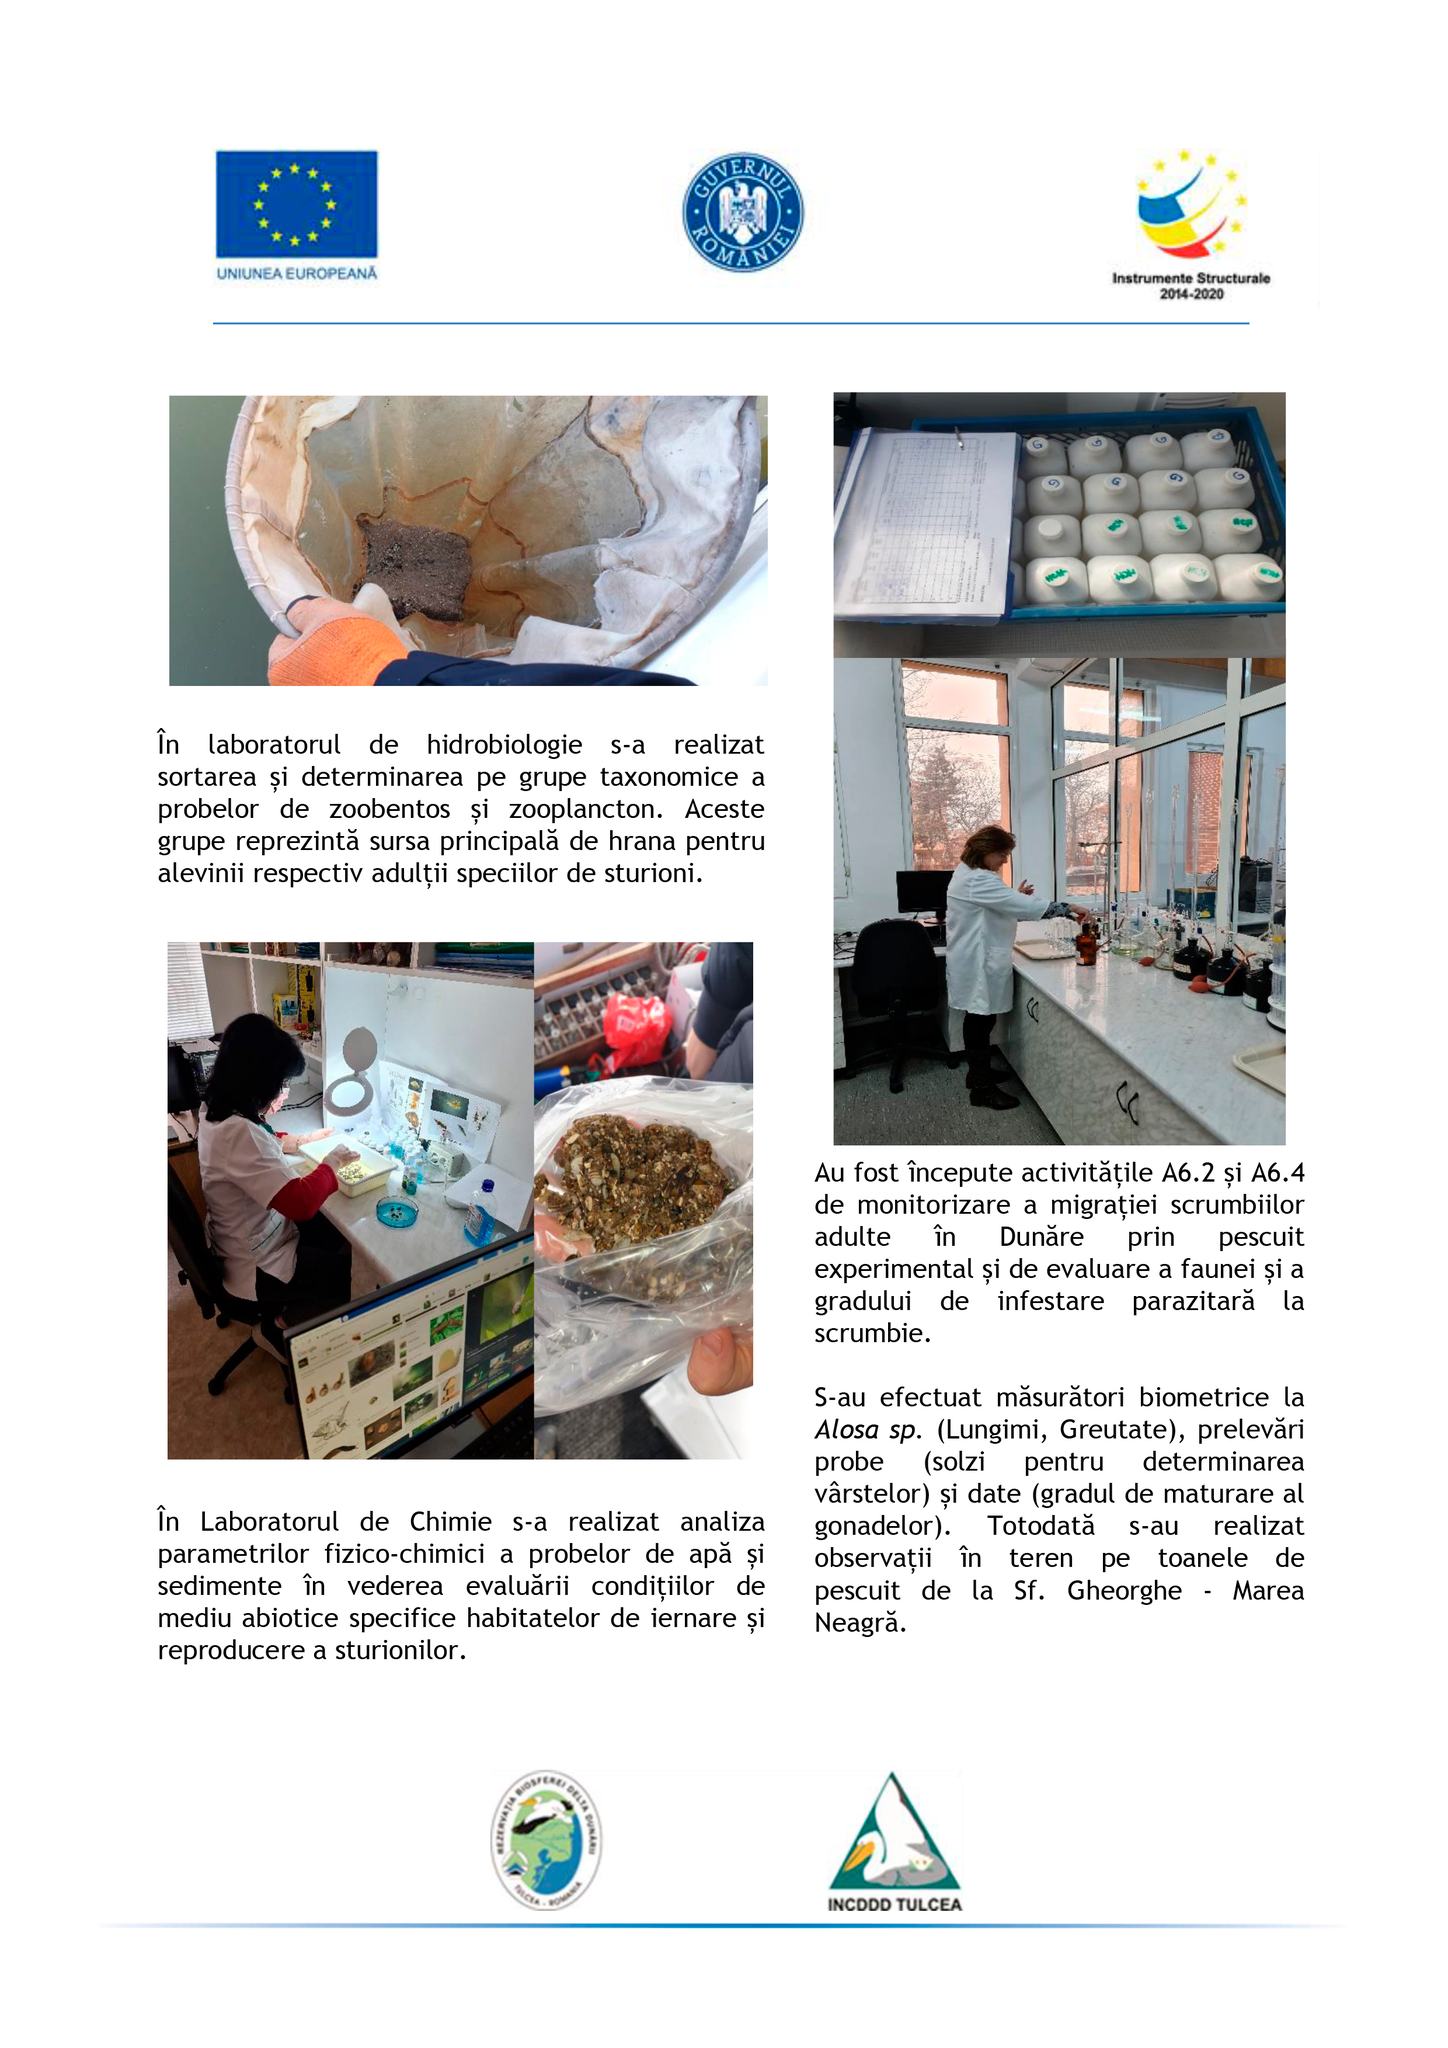 UNIUNEA EUROPEANĂ
GUVERNUL ROMÂNIEI
Instrumente Structurale
2014-2020
În laboratorul de hidrobiologie s-a realizat
sortarea și determinarea pe grupe taxonomice a
probelor de zoobentos și zooplancton. Aceste
grupe reprezintă sursa principală de hrana pentru
alevinii respectiv adulții speciilor de sturioni.
În Laboratorul de Chimie s-a realizat analiza
parametrilor fizico-chimici a probelor de apă și
sedimente în vederea evaluării condițiilor de
mediu abiotice specifice habitatelor de iernare și
reproducere a sturionilor.
G G G G
G G G G
Au fost începute activitățile A6.2 și A6.4
de monitorizare a migrației scrumbiilor
adulte în Dunăre prin pescuit
experimental și de evaluare a faunei și a
gradului de infestare parazitară la
scrumbie.
S-au efectuat măsurători biometrice la
Alosa sp. (Lungimi, Greutate), prelevări
probe (solzi pentru determinarea
vârstelor) și date (gradul de maturare al
gonadelor). Totodată s-au realizat
observații în teren pe toanele de
pescuit de la Sf. Gheorghe - Marea
Neagră.
REZERVAȚIA BIOSFEREI DELTA DUNĂRII
TULCEA - ROMANIA
INCDDD TULCEA